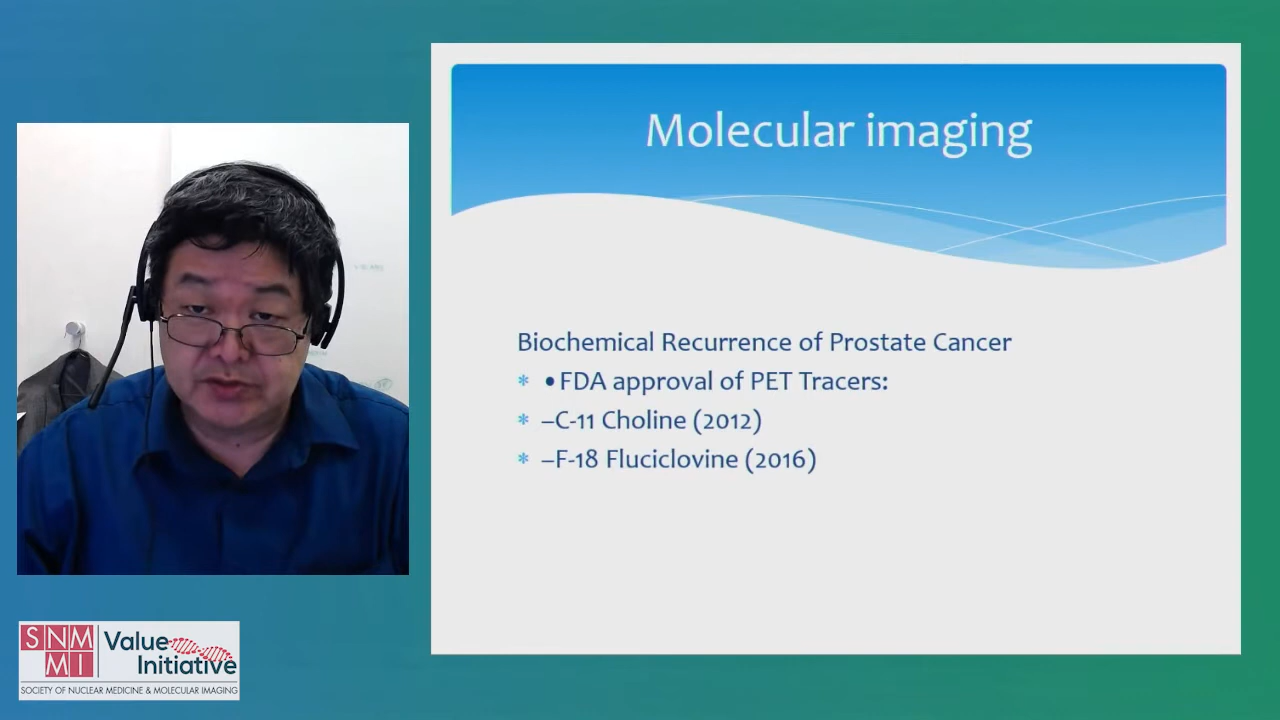 Molecular imaging
Biochemical Recurrence of Prostate Cancer
* •FDA approval of PET Tracers:
* –C-11 Choline (2012)
* –F-18 Fluciclovine (2016)
SNM
MI
Value
Initiative
SOCIETY OF NUCLEAR MEDICINE & MOLECULAR IMAGING